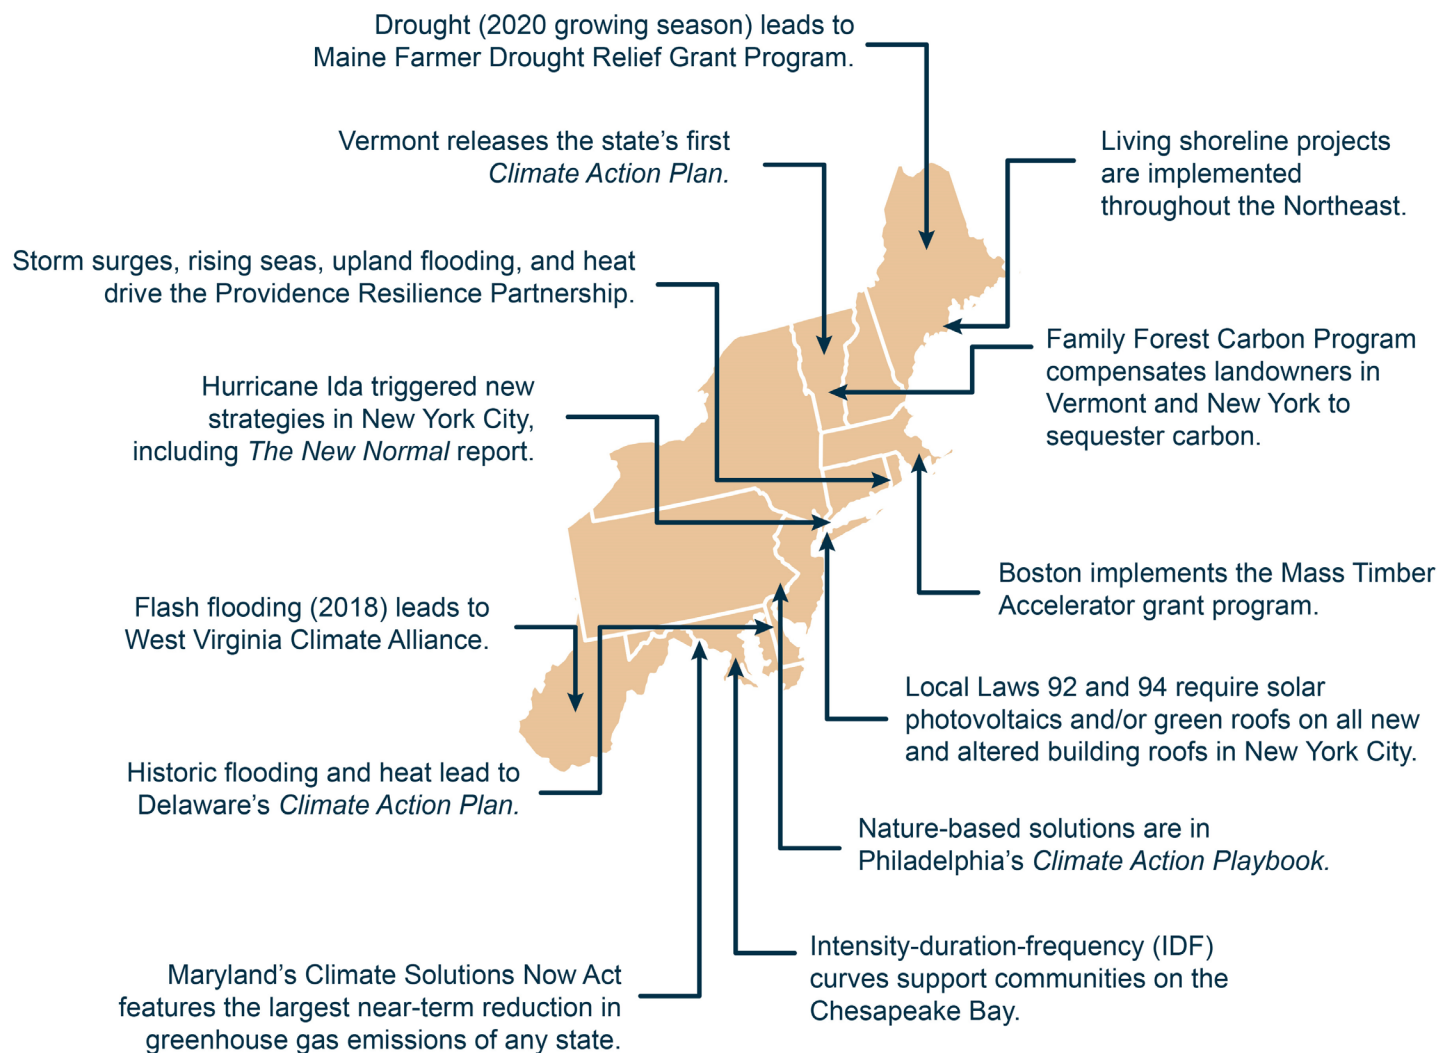 Drought (2020 growing season) leads to
Maine Farmer Drought Relief Grant Program.
Vermont releases the state’s first
Climate Action Plan.
Living shoreline projects
are implemented
throughout the Northeast.
Storm surges, rising seas, upland flooding, and heat
drive the Providence Resilience Partnership.
Family Forest Carbon Program
compensates landowners in
Vermont and New York to
sequester carbon.
Hurricane Ida triggered new
strategies in New York City,
including The New Normal report.
Boston implements the Mass Timber
Accelerator grant program.
Flash flooding (2018) leads to
West Virginia Climate Alliance.
Local Laws 92 and 94 require solar
photovoltaics and/or green roofs on all new
and altered building roofs in New York City.
Historic flooding and heat lead to
Delaware’s Climate Action Plan.
Nature-based solutions are in
Philadelphia’s Climate Action Playbook.
Intensity-duration-frequency (IDF)
curves support communities on the
Chesapeake Bay.
Maryland’s Climate Solutions Now Act
features the largest near-term reduction in
greenhouse gas emissions of any state.